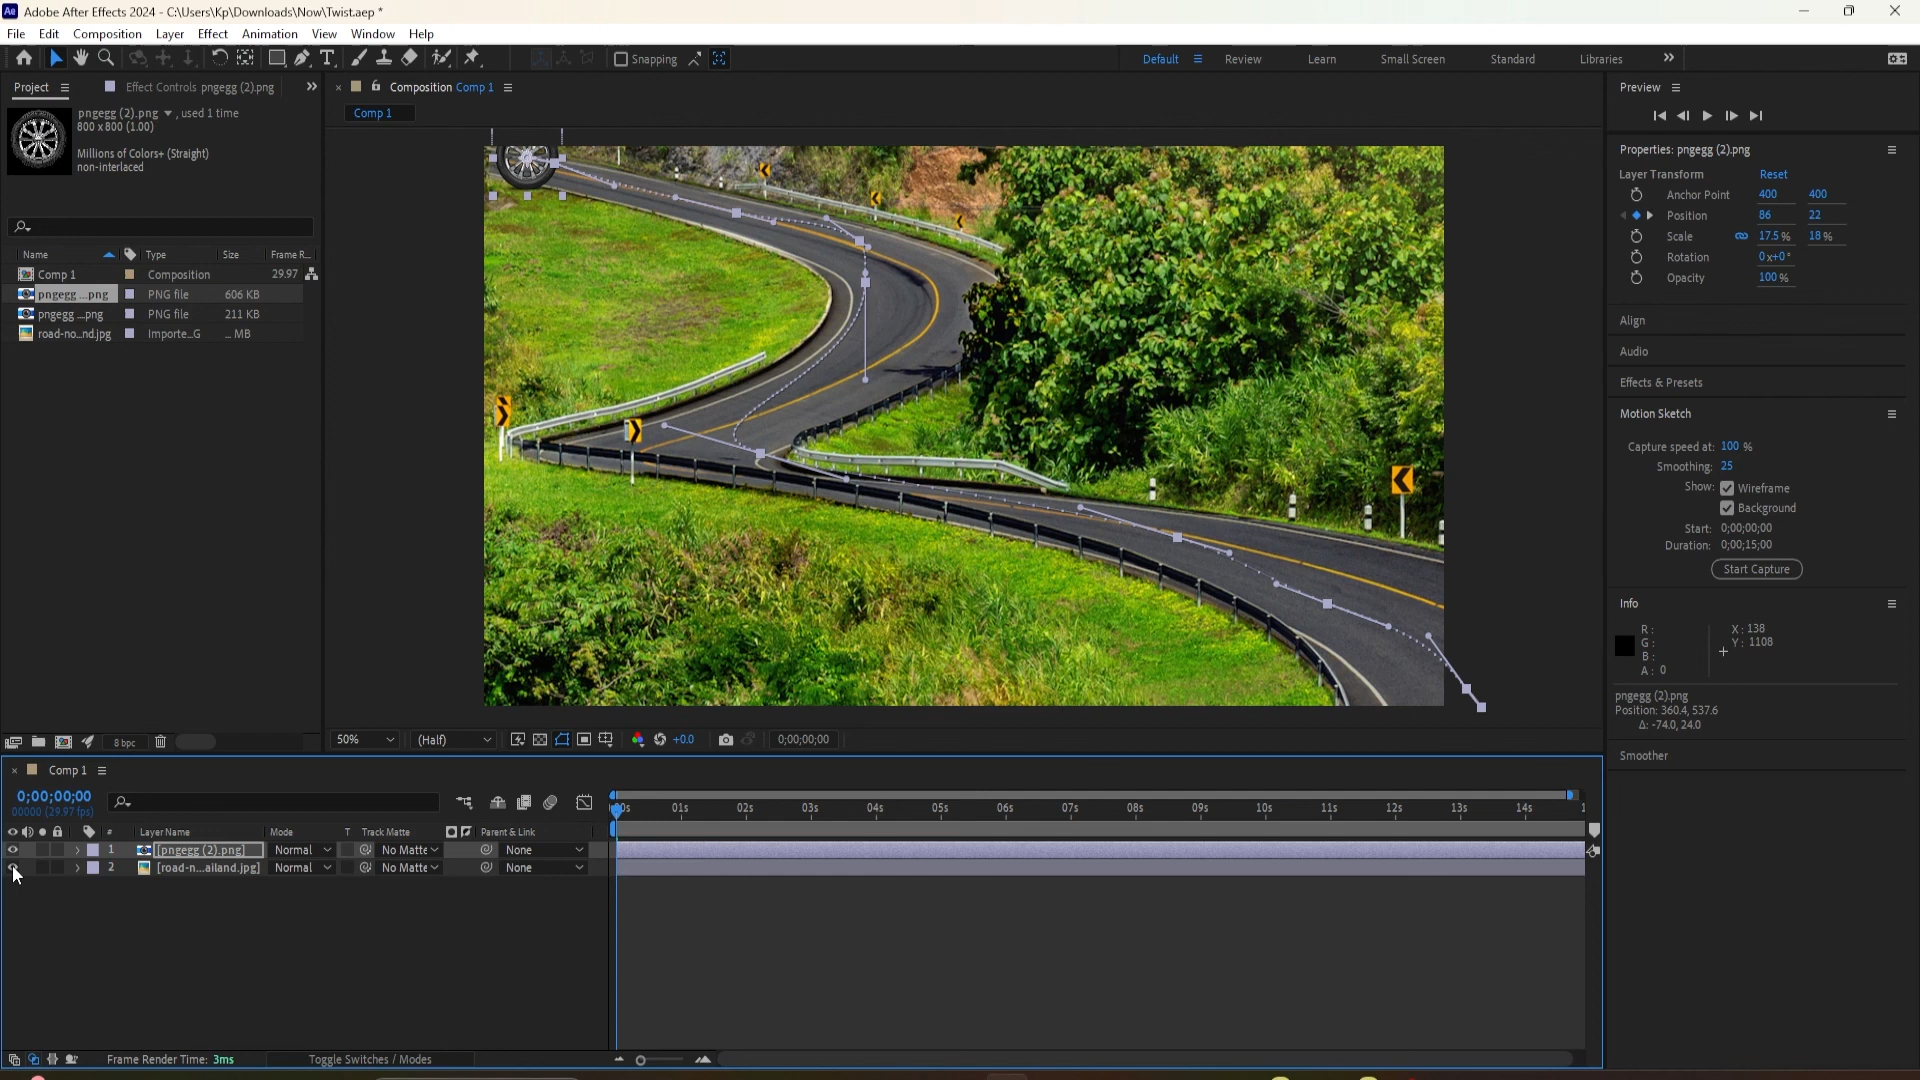 Ae Adobe After Effects 2024 - C:\Users\Kp\Downloads\Now\Twist.aep *
File Edit Composition Layer Effect Animation View Window Help
Snapping
Default Review Learn Small Screen Standard Libraries
Project Effect Controls pngegg (2).png
pngegg (2).png , used 1 time
800 x 800 (1.00)
Millions of Colors+ (Straight)
non-interlaced
Name Type Size Frame R...
Comp 1 Composition 29.97
pngegg ...png PNG file 606 KB
pngegg ...png PNG file 211 KB
road-no...nd.jpg Importe...G ... MB
8 bpc
Composition Comp 1
Comp 1
50% (Half) +0.0 0;00;00;00
Preview
Properties: pngegg (2).png
Layer Transform Reset
Anchor Point 400 400
Position 86 22
Scale 17.5 % 18 %
Rotation 0x+0°
Opacity 100 %
Align
Audio
Effects & Presets
Motion Sketch
Capture speed at: 100 %
Smoothing: 25
Show: Wireframe
Background
Start: 0;00;00;00
Duration: 0;00;15;00
Start Capture
Info
R: X: 138
G: Y: 1108
B:
A: 0
pngegg (2).png
Position: 360.4, 537.6
Δ: -74.0, 24.0
Smoother
Comp 1
0;00;00;00
00000 (29.97 fps)
00s 01s 02s 03s 04s 05s 06s 07s 08s 09s 10s 11s 12s 13s 14s 1
# Layer Name Mode T Track Matte Parent & Link
1 [pngegg (2).png] Normal No Matte None
2 [road-n...ailand.jpg] Normal No Matte None
Frame Render Time: 3ms Toggle Switches / Modes